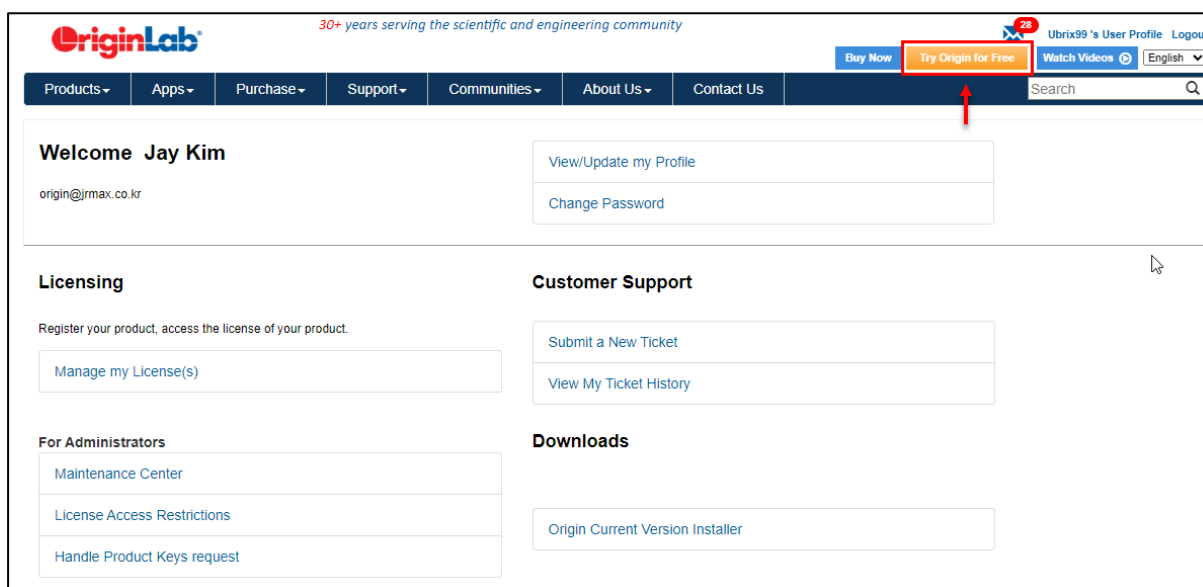 OriginLab®
30+ years serving the scientific and engineering community
28
Ubrix99 's User Profile Logou
Buy Now Try Origin for Free Watch Videos English
Products Apps Purchase Support Communities About Us Contact Us Search
Welcome Jay Kim
origin@jrmax.co.kr
View/Update my Profile
Change Password
Licensing
Register your product, access the license of your product.
Manage my License(s)
Customer Support
Submit a New Ticket
View My Ticket History
For Administrators
Maintenance Center
License Access Restrictions
Handle Product Keys request
Downloads
Origin Current Version Installer